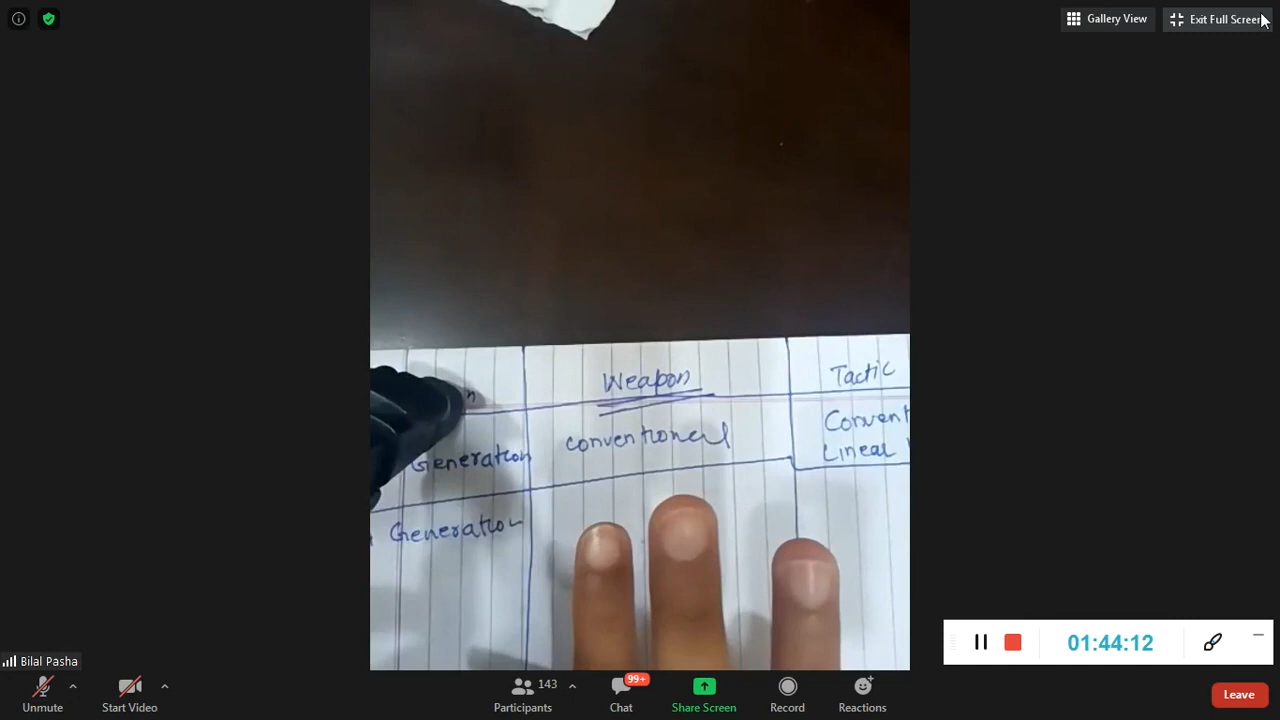 Gallery View
Exit Full Screen
Weapon
Tactic
Generation
conventional
Convent
Lineal
Generation
01:44:12
Bilal Pasha
Unmute
Start Video
143
Participants
99+
Chat
Share Screen
Record
Reactions
Leave